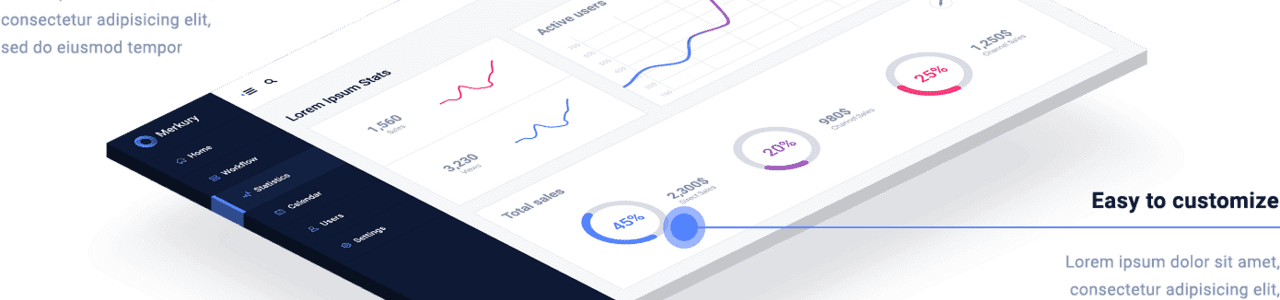 consectetur adipisicing elit,
sed do eiusmod tempor
Merkury
Home
Workflow
Statistics
Calendar
Users
Settings
Lorem Ipsum Stats
1,560
Sales
3,230
Views
Active users
Total sales
45%
2,300$
Direct Sales
20%
980$
Channel Sales
25%
1,250$
Channel Sales
Easy to customize
Lorem ipsum dolor sit amet,
consectetur adipisicing elit,